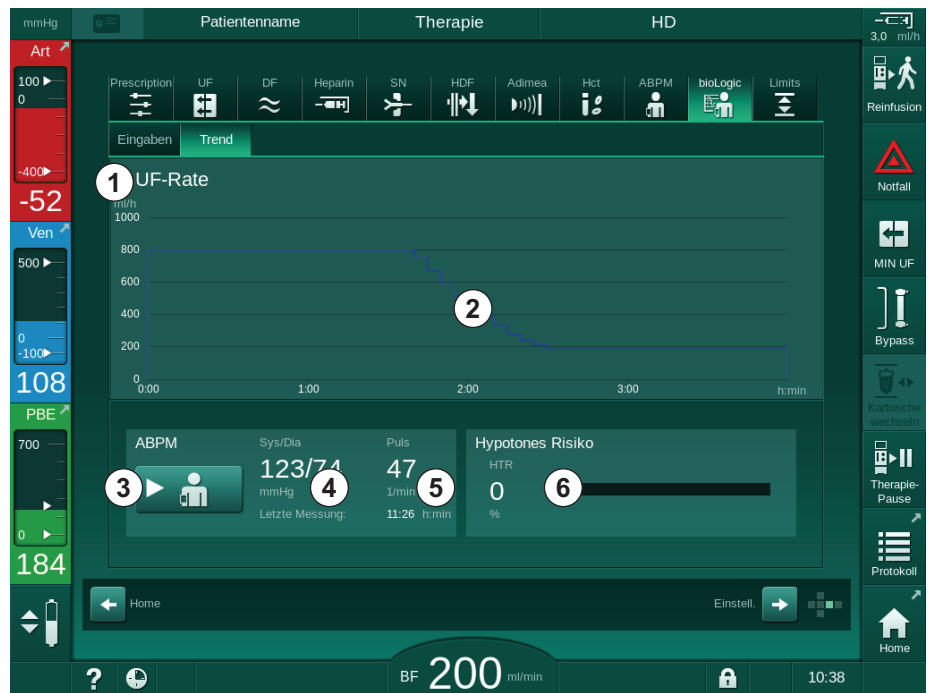 mmHg
Patientenname
Therapie
HD
3,0 ml/h
Art
100
0
-400
-52
Ven
500
0
-100
108
PBE
700
0
184
Prescription
UF
DF
Heparin
SN
HDF
Adimea
Hct
ABPM
bioLogic
Limits
Eingaben
Trend
1
UF-Rate
ml/h
1000
800
600
400
200
0
2
0:00
1:00
2:00
3:00
h:min
ABPM
Sys/Dia
Puls
3
123/74
4
47
5
mmHg
1/min
Letzte Messung:
11:26 h:min
Hypotones Risiko
HTR
0
6
%
Home
Einstell.
?
BF 200 ml/min
10:38
Reinfusion
Notfall
MIN UF
Bypass
Kartusche
wechseln
Therapie-
Pause
Protokoll
Home